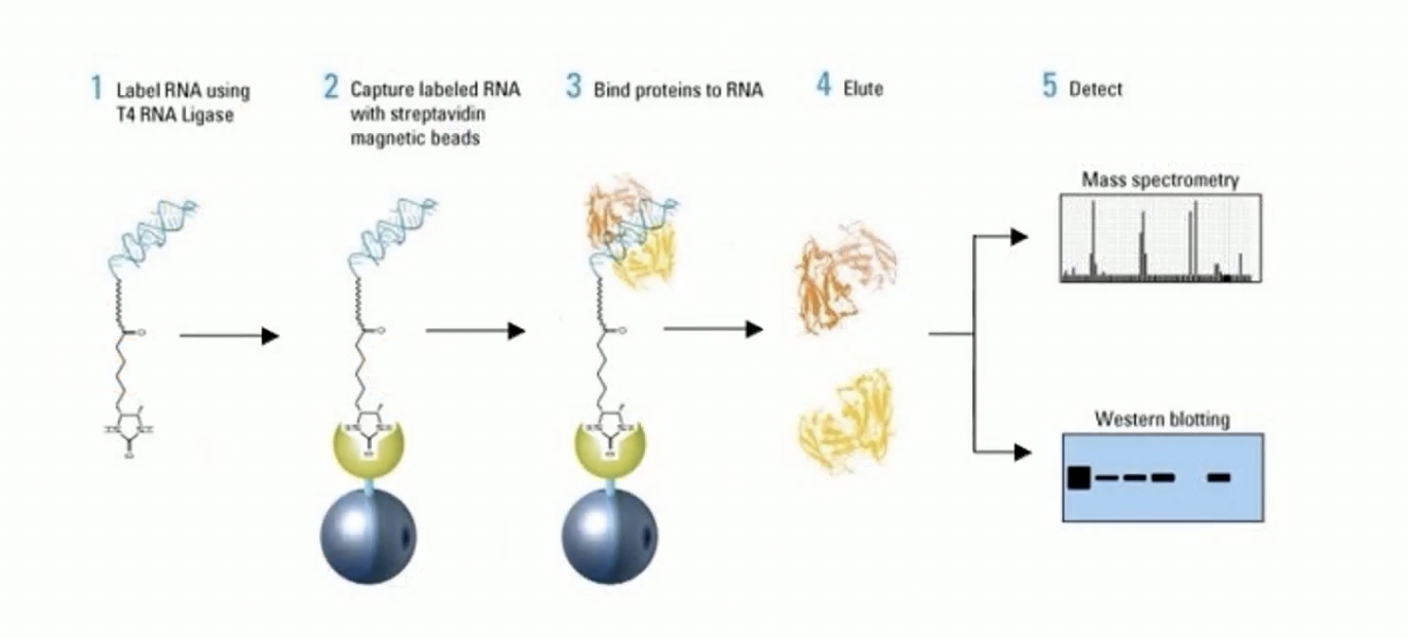 1 Label RNA using
T4 RNA Ligase
2 Capture labeled RNA
with streptavidin
magnetic beads
3 Bind proteins to RNA
4 Elute
5 Detect
Mass spectrometry
Western blotting